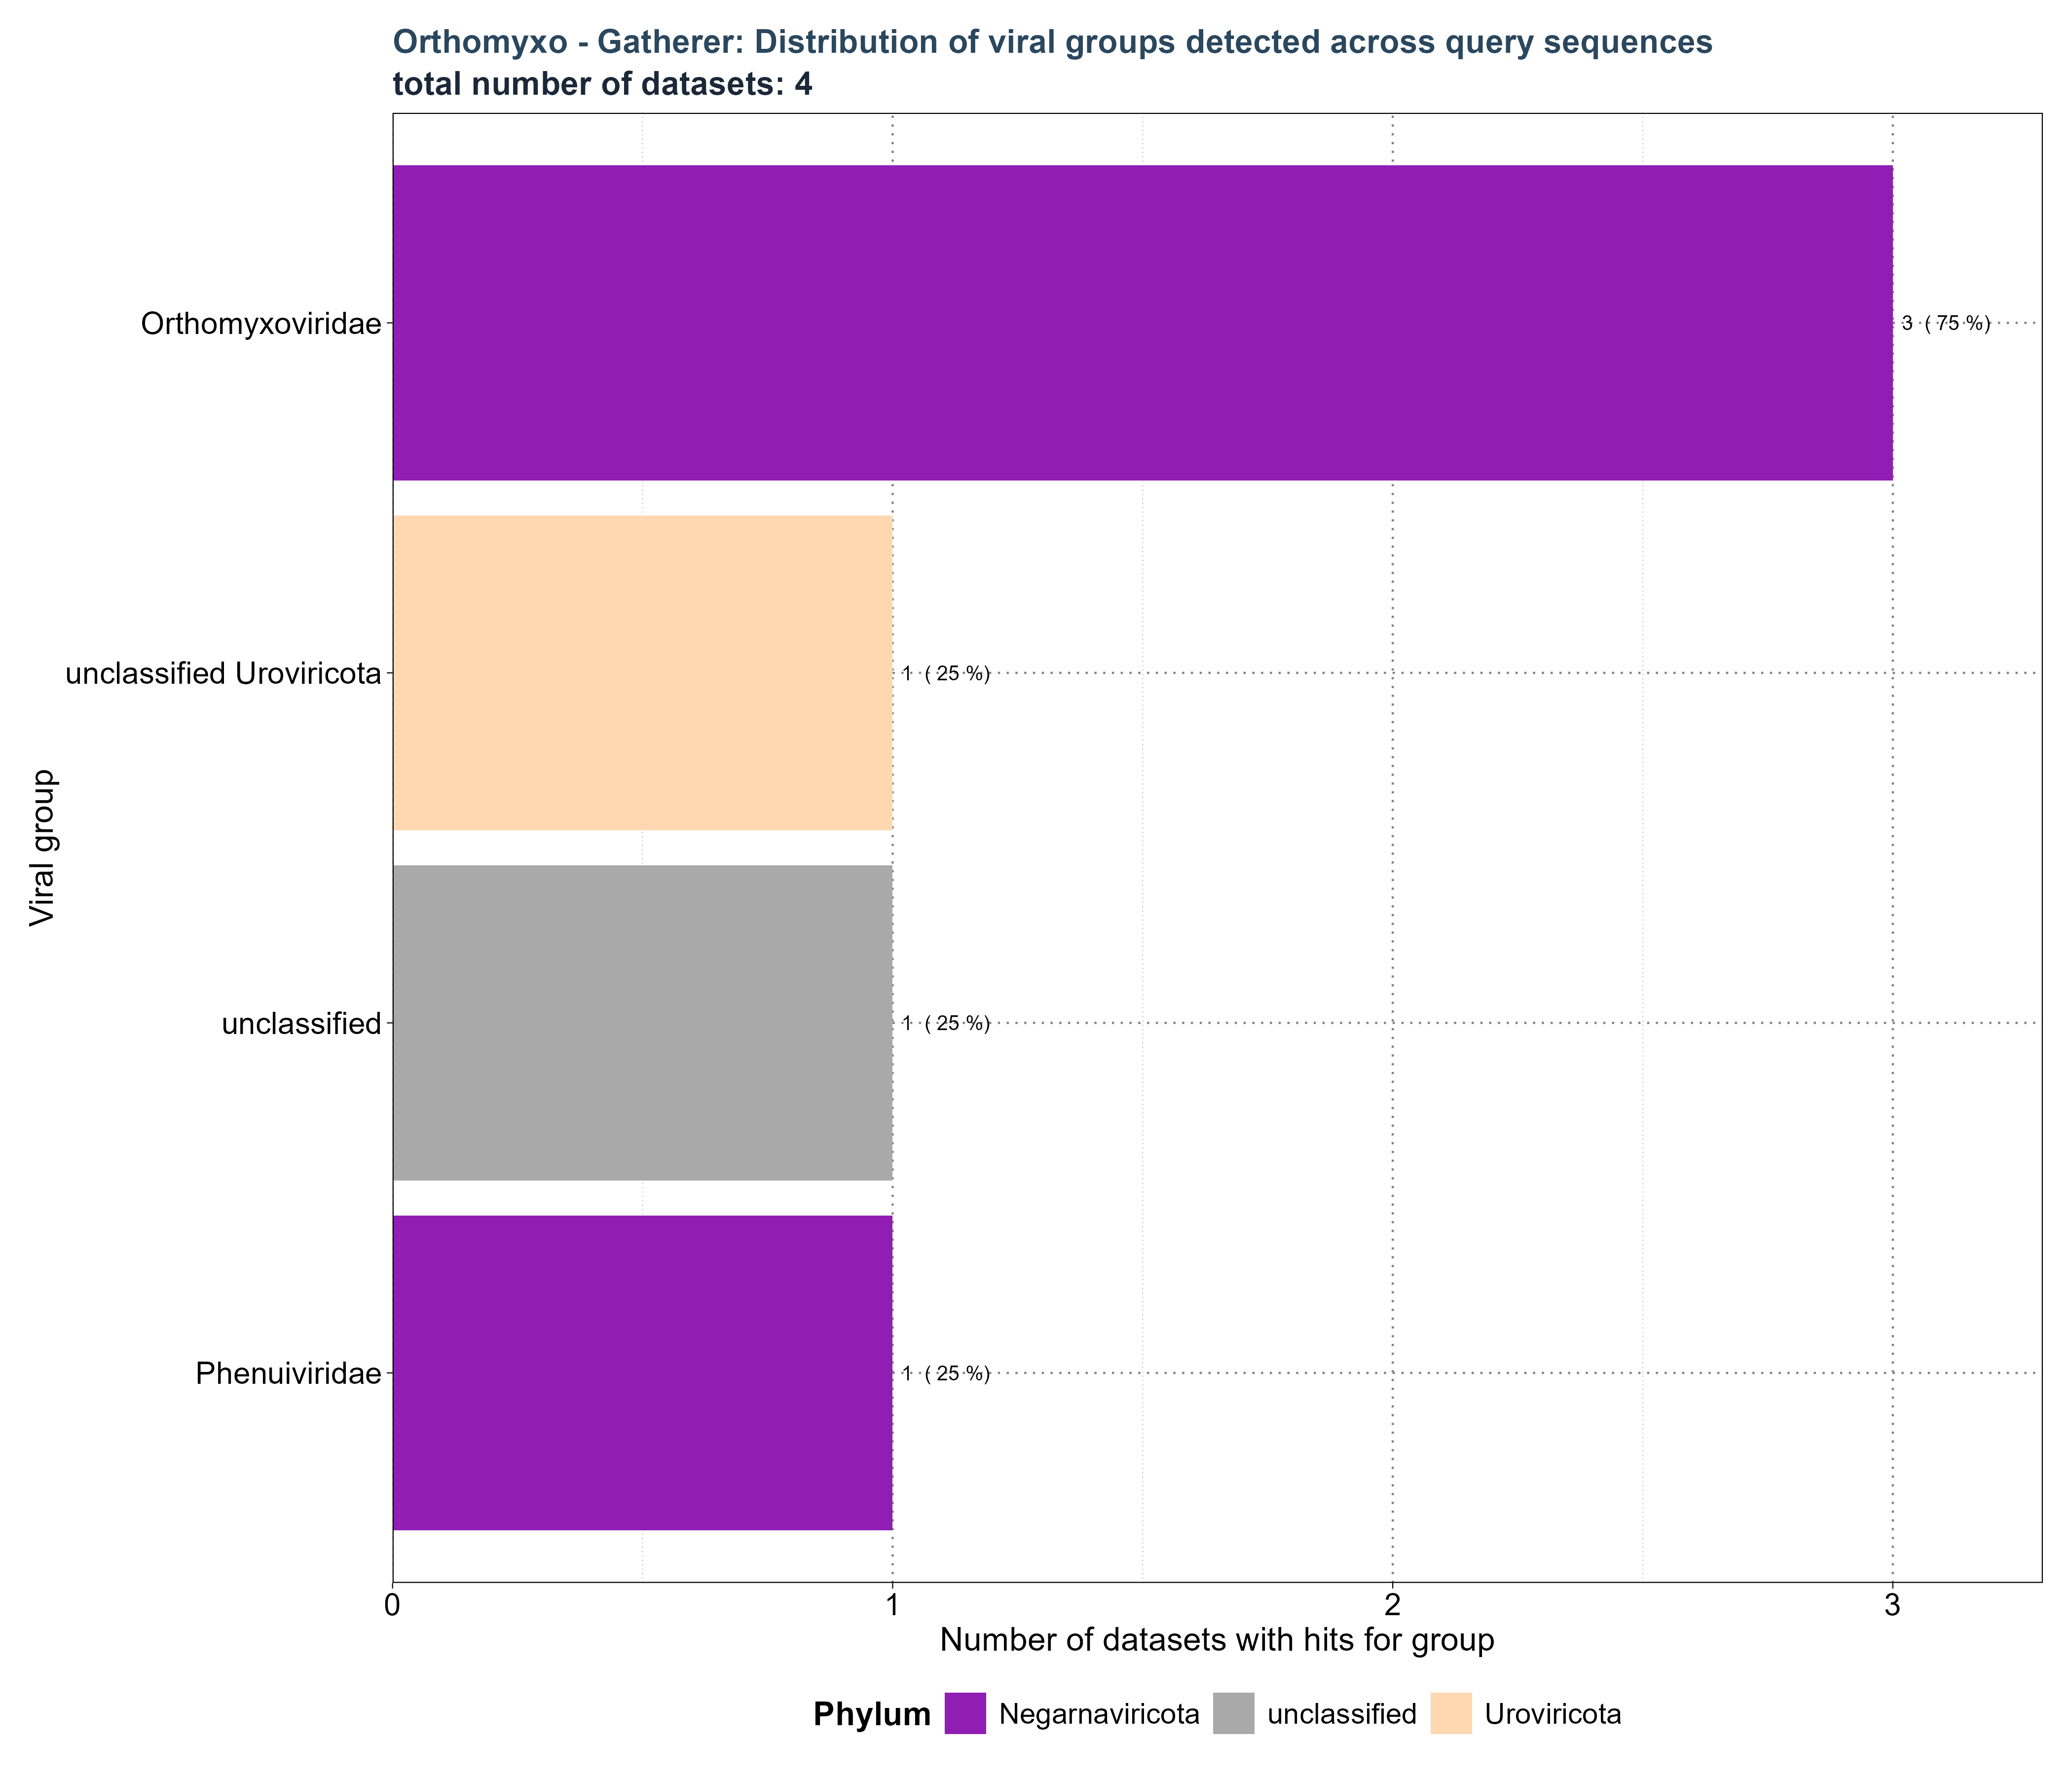 Orthomyxo - Gatherer: Distribution of viral groups detected across query sequences
total number of datasets: 4
Orthomyxoviridae
3 ( 75 %)
unclassified Uroviricota
1 ( 25 %)
unclassified
1 ( 25 %)
Phenuiviridae
1 ( 25 %)
Viral group
0 1 2 3
Number of datasets with hits for group
Phylum Negarnaviricota unclassified Uroviricota